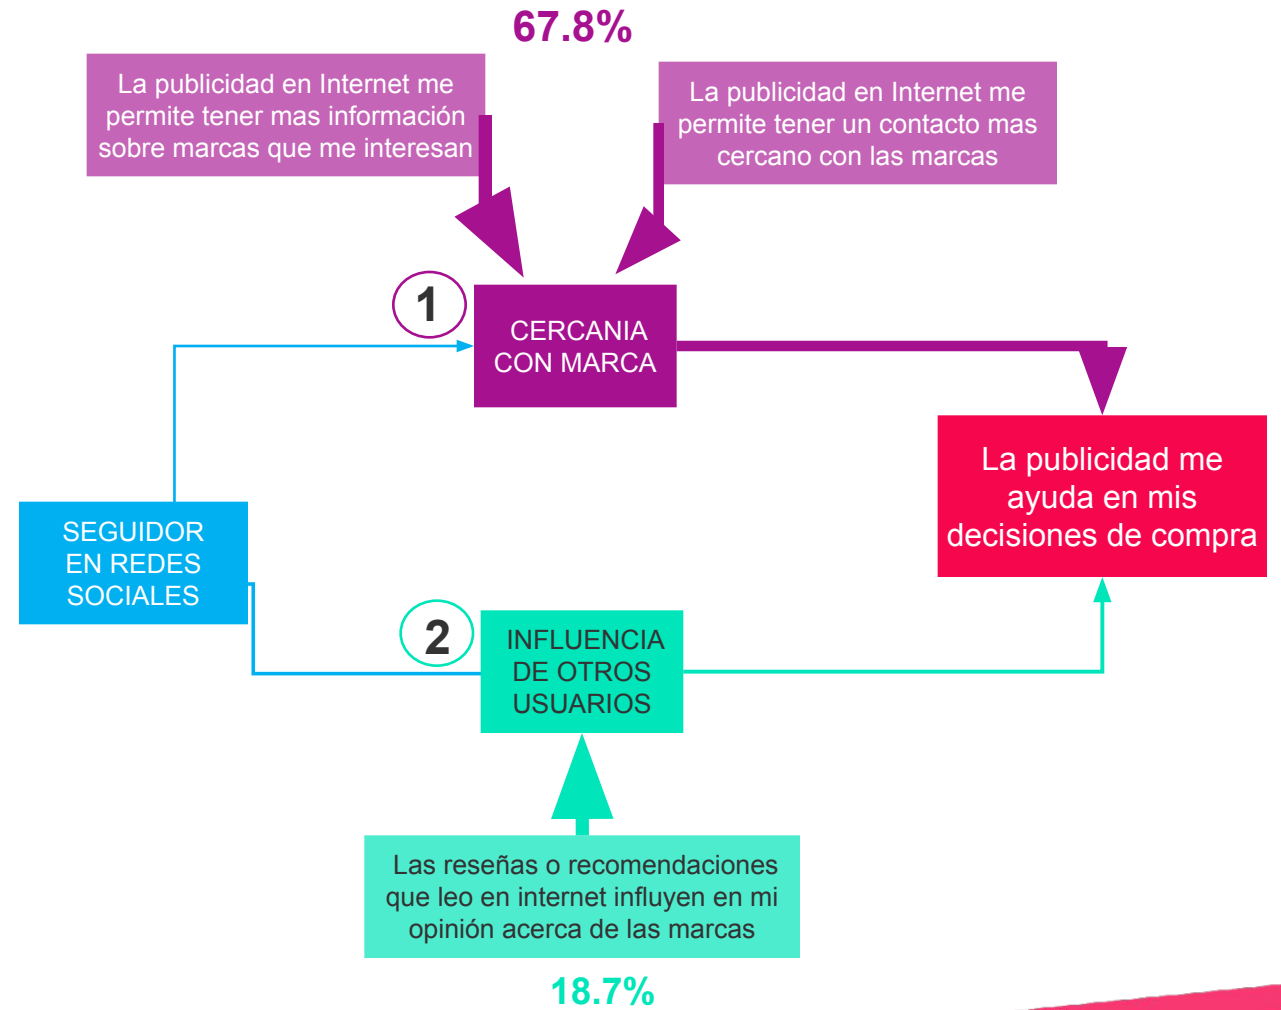 67.8%
La publicidad en Internet me
permite tener mas información
sobre marcas que me interesan
La publicidad en Internet me
permite tener un contacto mas
cercano con las marcas
1
CERCANIA
CON MARCA
La publicidad me
ayuda en mis
decisiones de compra
SEGUIDOR
EN REDES
SOCIALES
2
INFLUENCIA
DE OTROS
USUARIOS
Las reseñas o recomendaciones
que leo en internet influyen en mi
opinión acerca de las marcas
18.7%